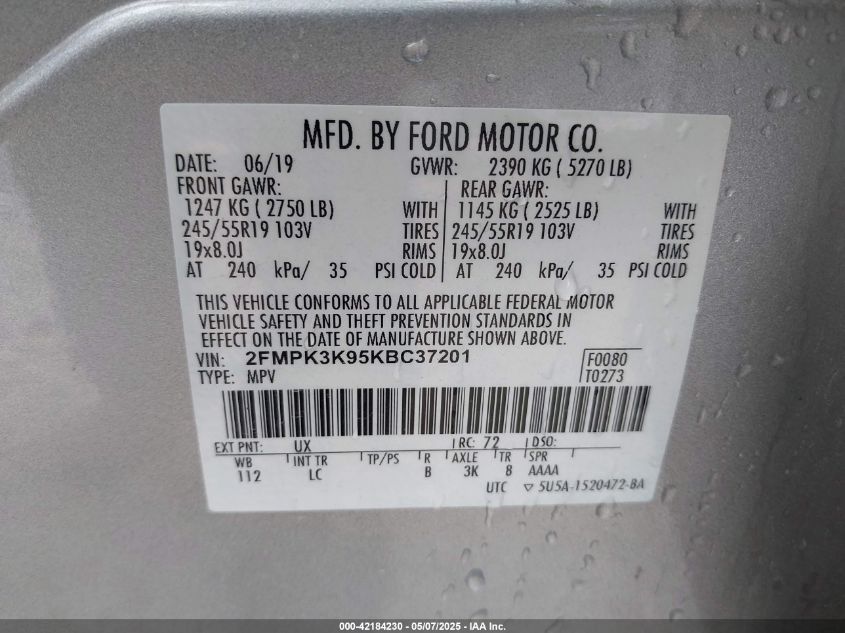 MFD. BY FORD MOTOR CO.
DATE: 06/19 GVWR: 2390 KG ( 5270 LB)
FRONT GAWR: REAR GAWR:
1247 KG ( 2750 LB) WITH 1145 KG ( 2525 LB) WITH
245/55R19 103V TIRES 245/55R19 103V TIRES
19x8.0J RIMS 19x8.0J RIMS
AT 240 kPa/ 35 PSI COLD AT 240 kPa/ 35 PSI COLD
THIS VEHICLE CONFORMS TO ALL APPLICABLE FEDERAL MOTOR
VEHICLE SAFETY AND THEFT PREVENTION STANDARDS IN
EFFECT ON THE DATE OF MANUFACTURE SHOWN ABOVE.
VIN: 2FMPK3K95KBC37201 F0080
TYPE: MPV T0273
EXT PNT: UX RC: 72 DSO:
WB INT TR TP/PS R AXLE TR SPR
112 LC B 3K 8 AAAA
UTC ▽ 5U5A-1520472-BA
000-42184230 - 05/07/2025 - IAA Inc.